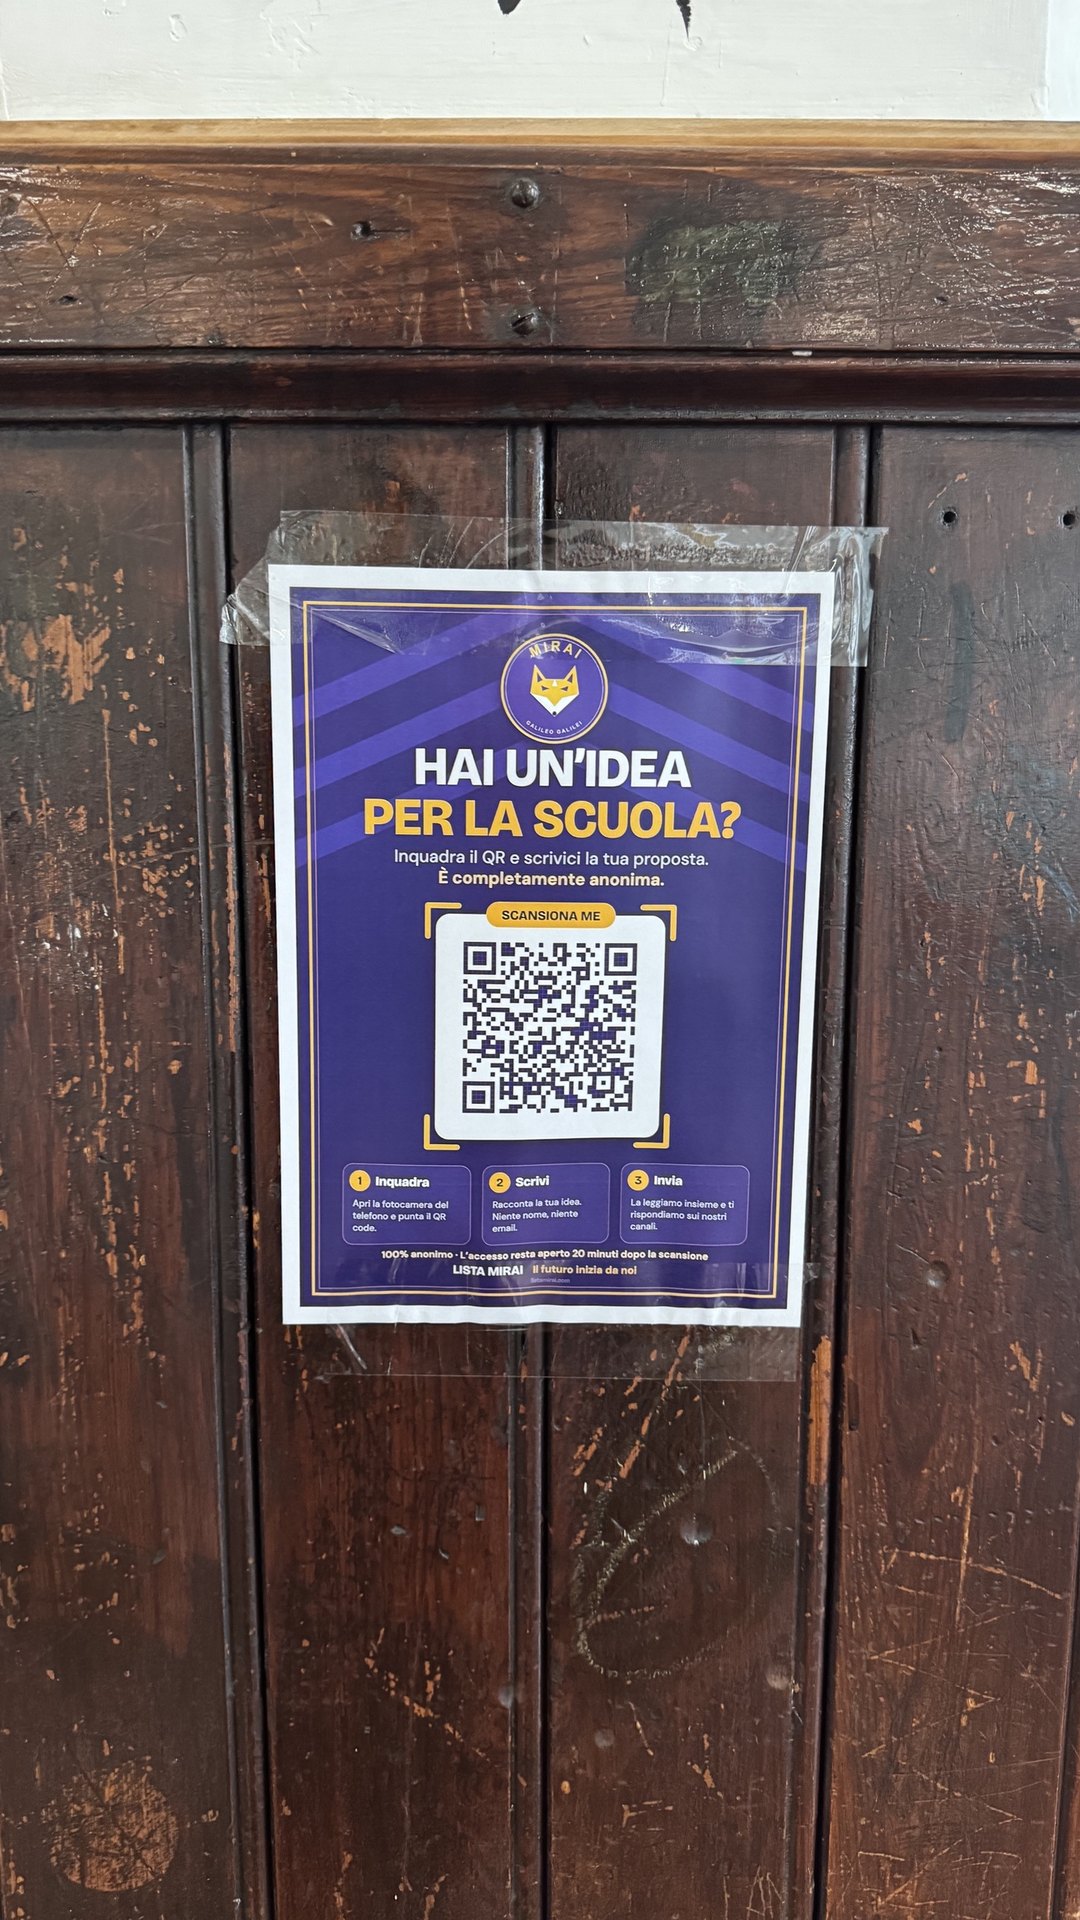 MIRAI
GALILEO GALILEI
HAI UN'IDEA
PER LA SCUOLA?
Inquadra il QR e scrivici la tua proposta.
È completamente anonima.
SCANSIONA ME
1 Inquadra
Apri la fotocamera del
telefono e punta il QR
code.
2 Scrivi
Racconta la tua idea.
Niente nome, niente
email.
3 Invia
La leggiamo insieme e ti
rispondiamo sui nostri
canali.
100% anonimo · L'accesso resta aperto 20 minuti dopo la scansione
LISTA MIRAI Il futuro inizia da noi